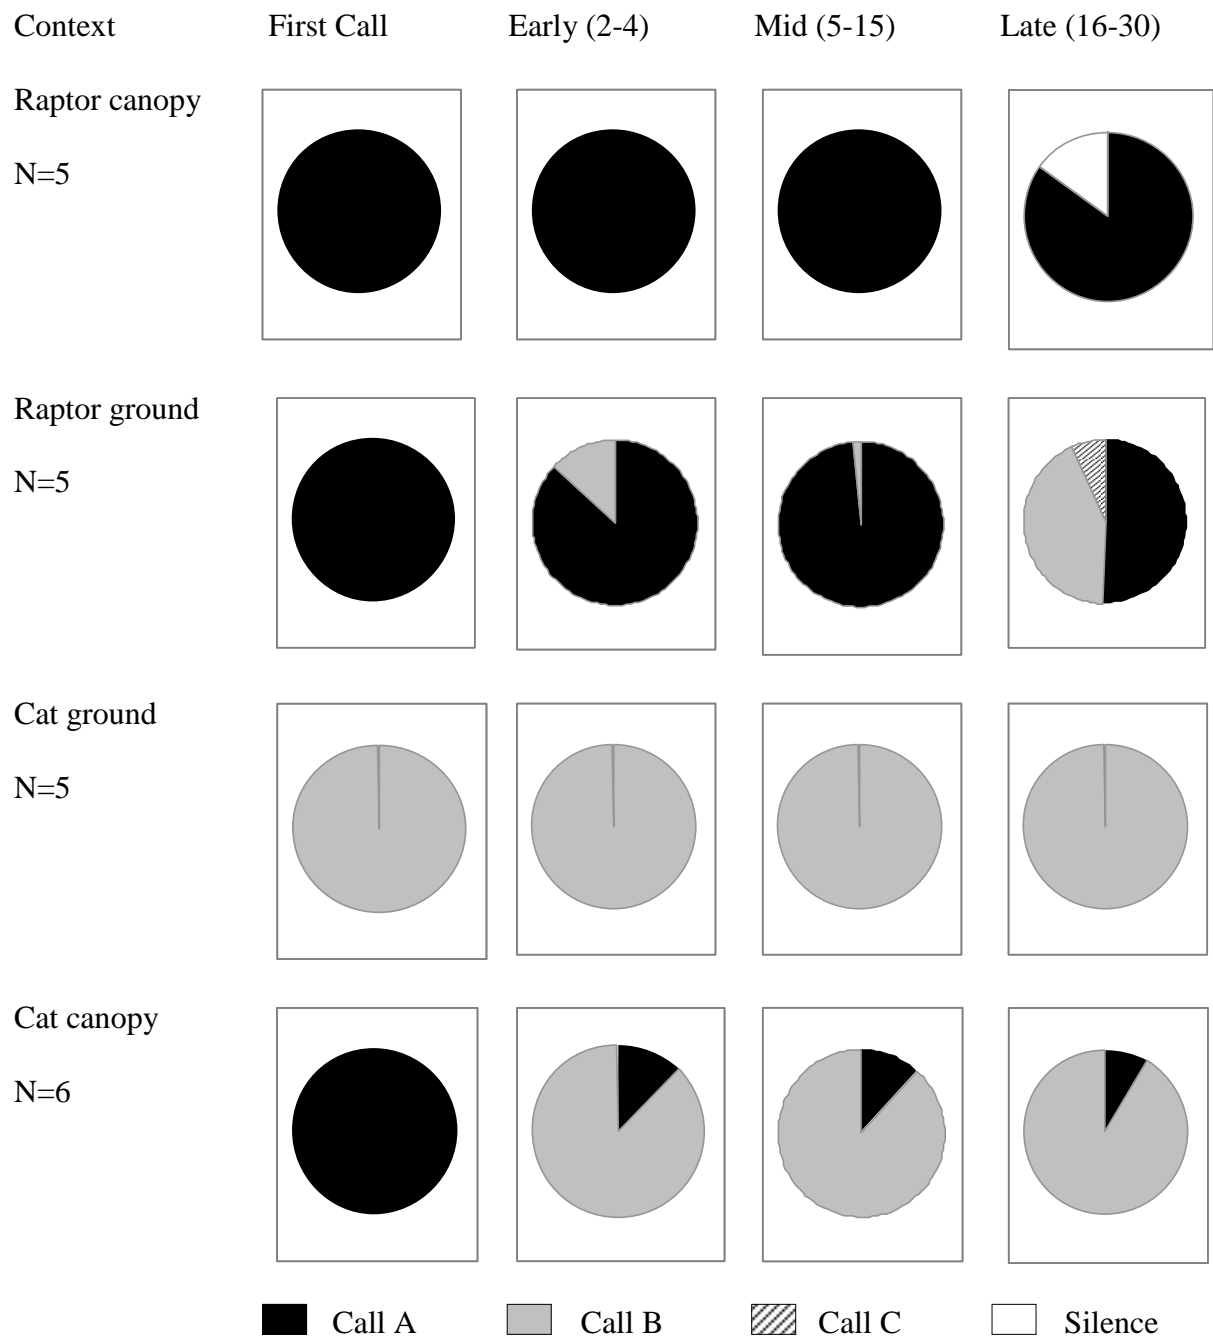 Context First Call Early (2-4) Mid (5-15) Late (16-30)
Raptor canopy
N=5
Raptor ground
N=5
Cat ground
N=5
Cat canopy
N=6
Call A Call B Call C Silence